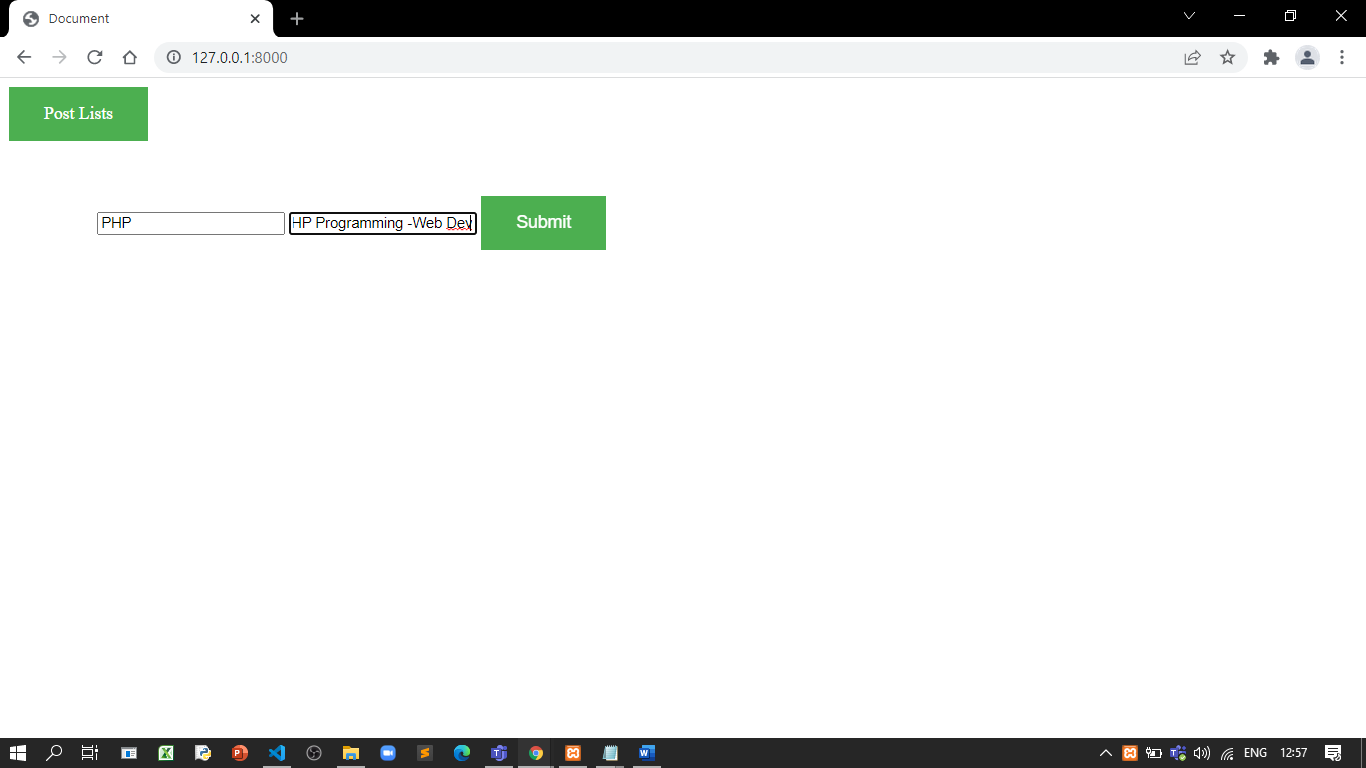 Document
127.0.0.1:8000
Post Lists
PHP
HP Programming -Web Dev
Submit
ENG
12:57